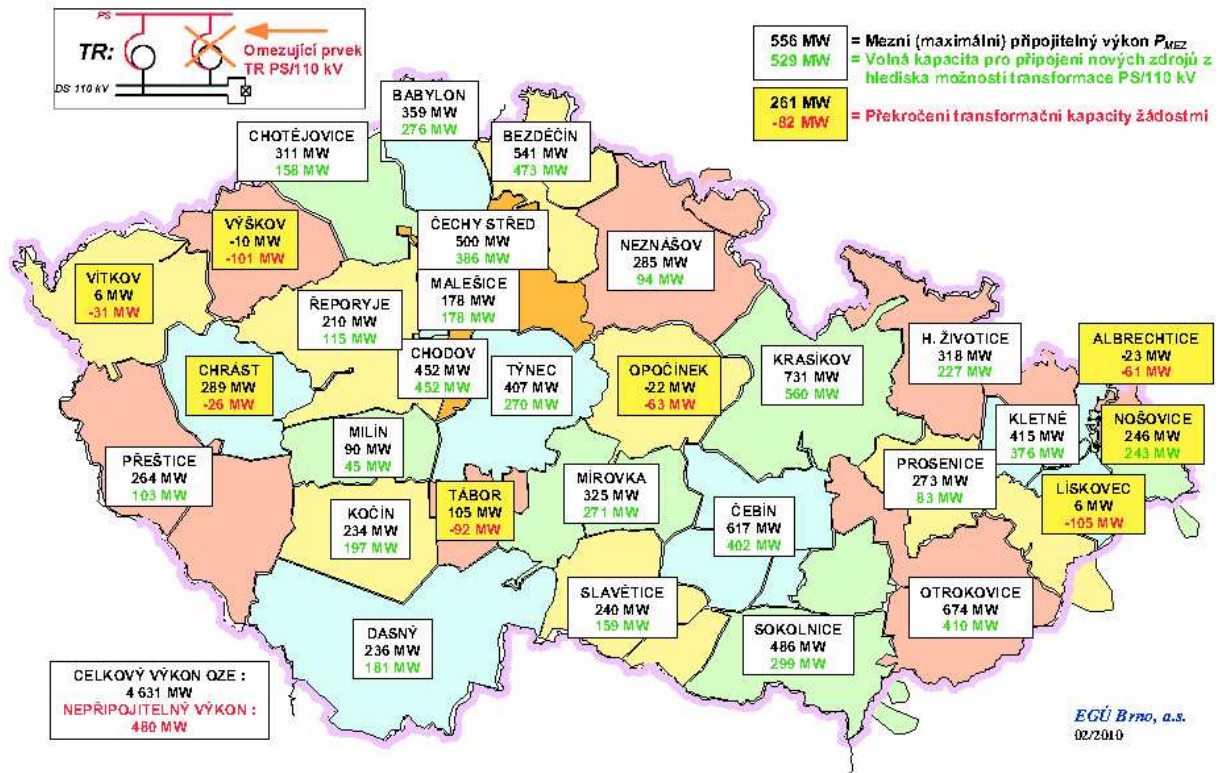 PS
TR:
Omezující prvek
TR PS/110 kV
DS 110 kV
556 MW
529 MW
= Mezní (maximální) připojitelný výkon PMEZ
= Volná kapacita pro připojení nových zdrojů z
hlediska možností transformace PS/110 kV
261 MW
-82 MW
= Překročení transformační kapacity žádostmi
BABYLON
359 MW
276 MW
CHOTĚJOVICE
311 MW
158 MW
BEZDĚČÍN
541 MW
473 MW
VÝŠKOV
-10 MW
-101 MW
ČECHY STŘED
500 MW
386 MW
NEZNÁŠOV
285 MW
94 MW
VÍTKOV
6 MW
-31 MW
MALEŠICE
178 MW
178 MW
ŘEPORYJE
210 MW
115 MW
H. ŽIVOTICE
318 MW
227 MW
ALBRECHTICE
-23 MW
-61 MW
CHRÁST
289 MW
-26 MW
CHODOV
452 MW
452 MW
TÝNEC
407 MW
270 MW
OPOČÍNEK
-22 MW
-63 MW
KRASÍKOV
731 MW
560 MW
KLETNÉ
415 MW
376 MW
NOŠOVICE
246 MW
243 MW
MILÍN
90 MW
45 MW
PŘEŠTICE
264 MW
103 MW
MÍROVKA
325 MW
271 MW
PROSENICE
273 MW
83 MW
TÁBOR
105 MW
-92 MW
ČEBÍN
617 MW
402 MW
LÍSKOVEC
6 MW
-105 MW
KOČÍN
234 MW
197 MW
SLAVĚTICE
240 MW
159 MW
OTROKOVICE
674 MW
410 MW
DASNÝ
236 MW
181 MW
SOKOLNICE
486 MW
299 MW
CELKOVÝ VÝKON OZE :
4 631 MW
NEPŘIPOJITELNÝ VÝKON :
480 MW
EGÚ Brno, a.s.
02/2010